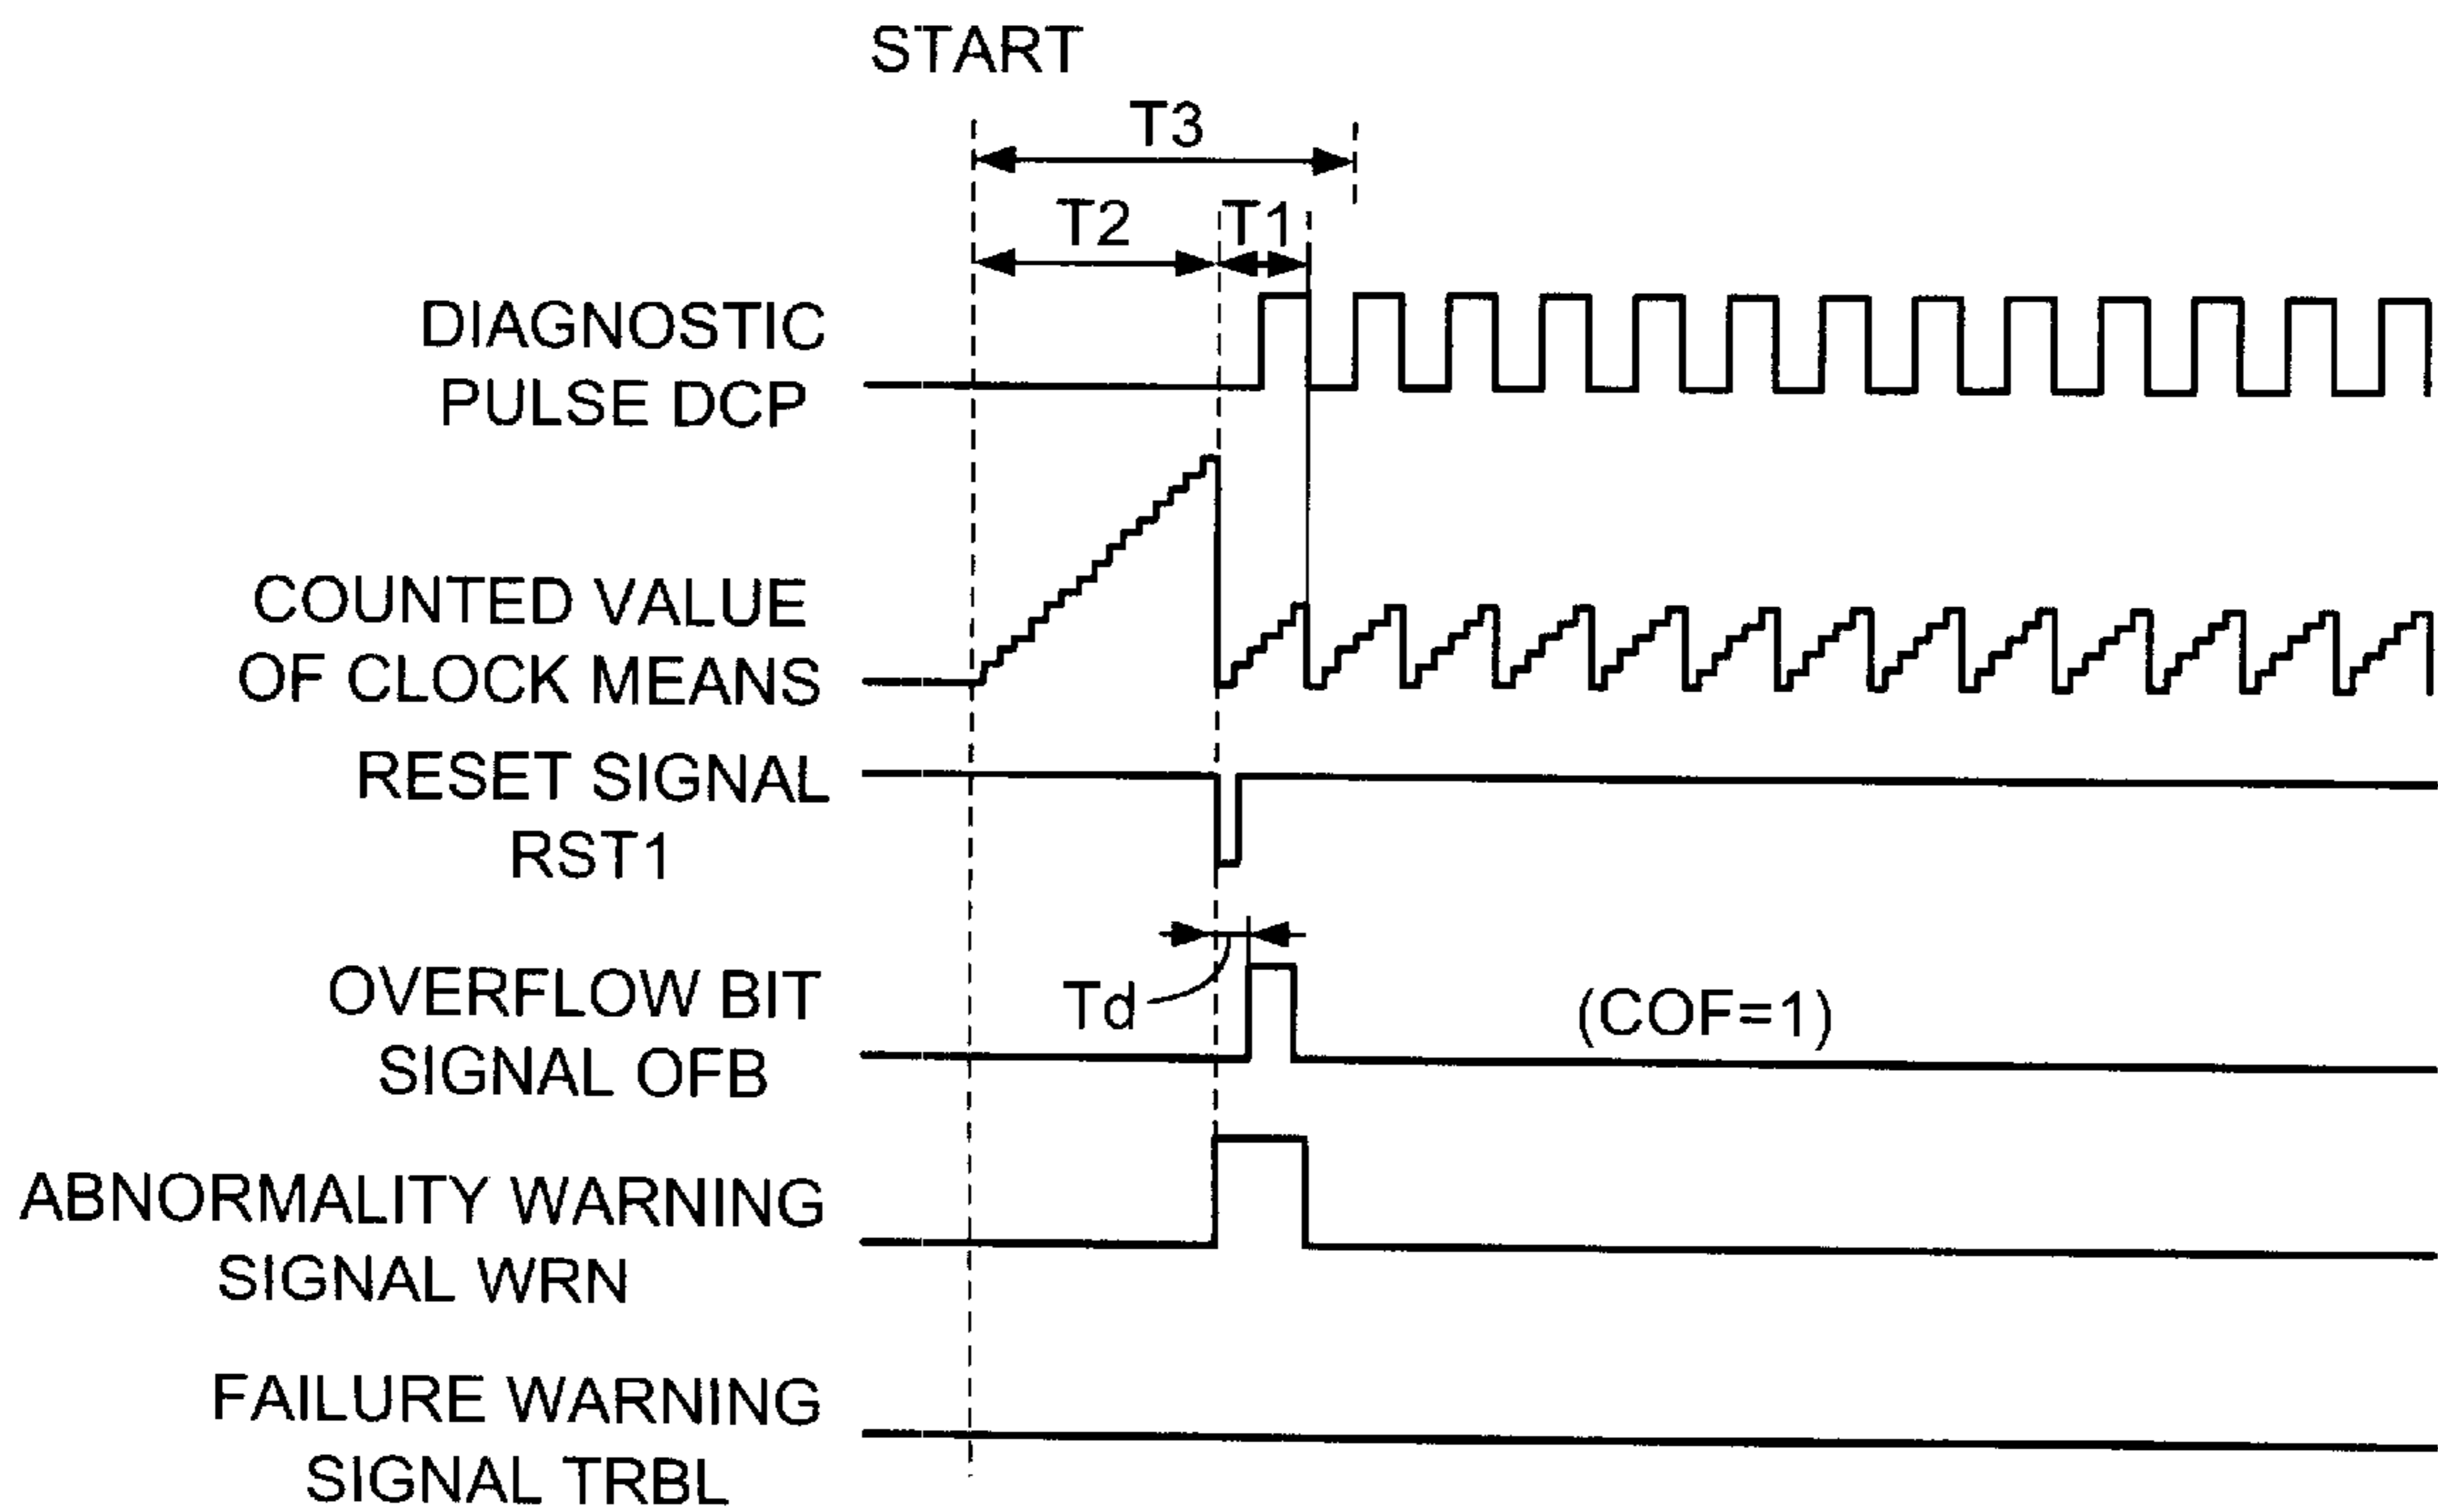 START
T3
T2
T1
DIAGNOSTIC
PULSE DCP
COUNTED VALUE
OF CLOCK MEANS
RESET SIGNAL
RST1
OVERFLOW BIT
SIGNAL OFB
Td
(COF=1)
ABNORMALITY WARNING
SIGNAL WRN
FAILURE WARNING
SIGNAL TRBL